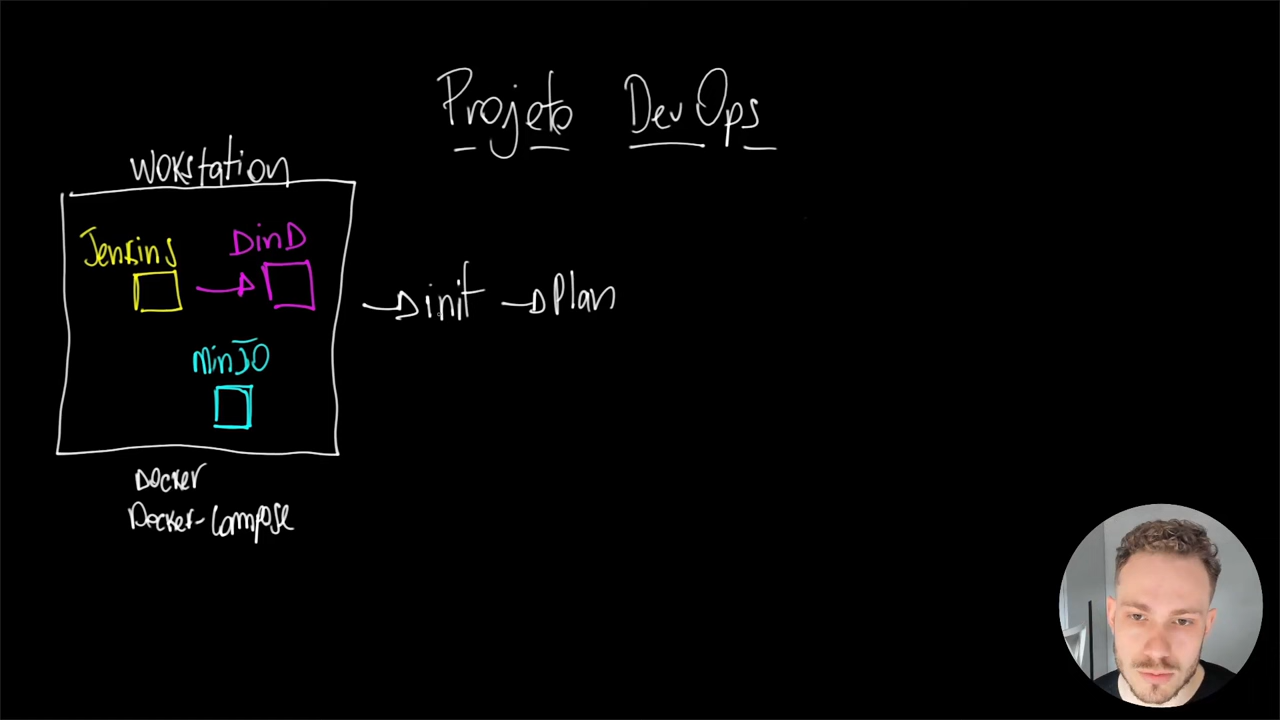 Projeto DevOps
Workstation
Jenkins → DinD
→ init → Plan
MinIO
Docker
Docker-Compose